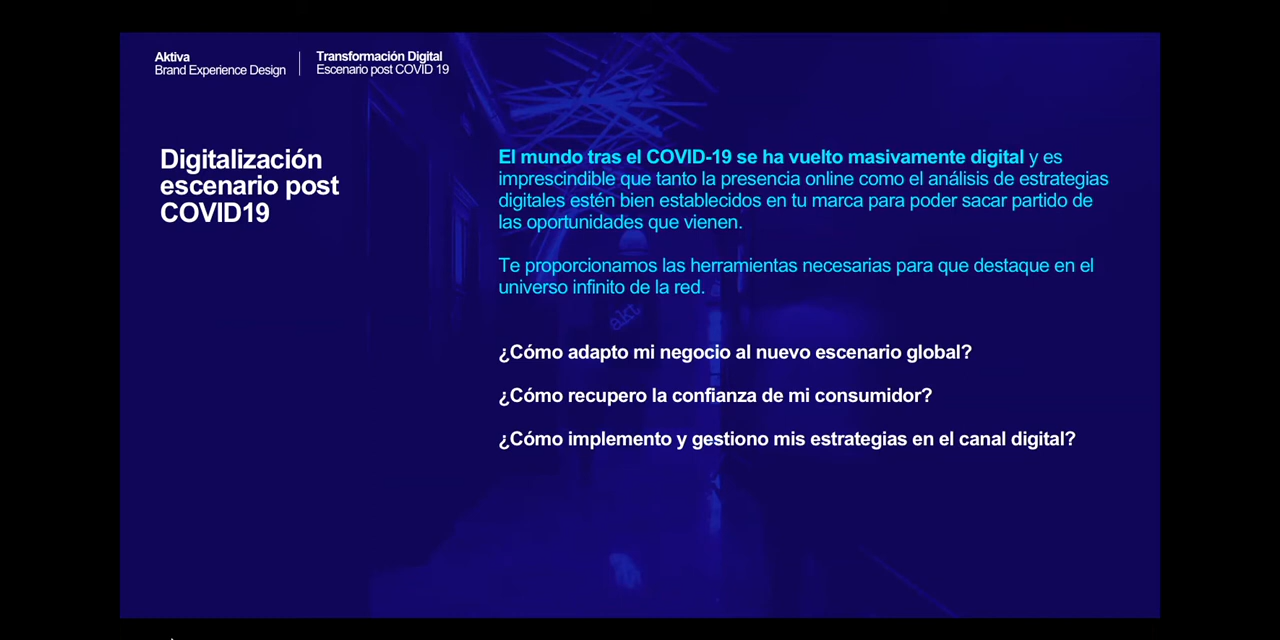 Aktiva
Brand Experience Design
Transformación Digital
Escenario post COVID 19
Digitalización
escenario post
COVID19
El mundo tras el COVID-19 se ha vuelto masivamente digital y es
imprescindible que tanto la presencia online como el análisis de estrategias
digitales estén bien establecidos en tu marca para poder sacar partido de
las oportunidades que vienen.
Te proporcionamos las herramientas necesarias para que destaque en el
universo infinito de la red.
akt
¿Cómo adapto mi negocio al nuevo escenario global?
¿Cómo recupero la confianza de mi consumidor?
¿Cómo implemento y gestiono mis estrategias en el canal digital?